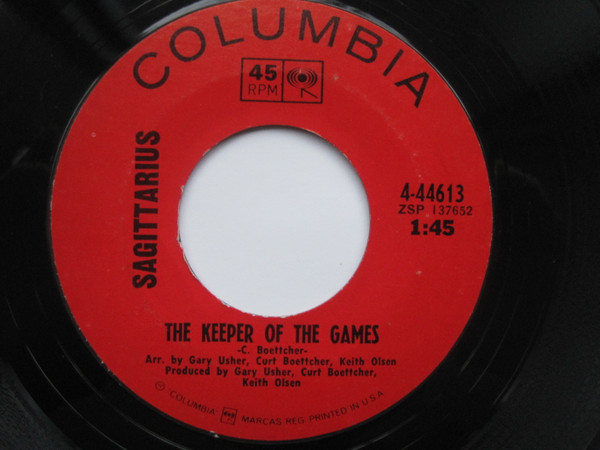 COLUMBIA
45
RPM
SAGITTARIUS
4-44613
ZSP 137652
1:45
THE KEEPER OF THE GAMES
-C. Boettcher-
Arr. by Gary Usher, Curt Boettcher, Keith Olsen
Produced by Gary Usher, Curt Boettcher,
Keith Olsen
"COLUMBIA" MARCAS REG. PRINTED IN U.S.A.